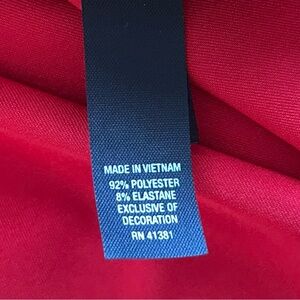 MADE IN VIETNAM
92% POLYESTER
8% ELASTANE
EXCLUSIVE OF
DECORATION
RN 41381